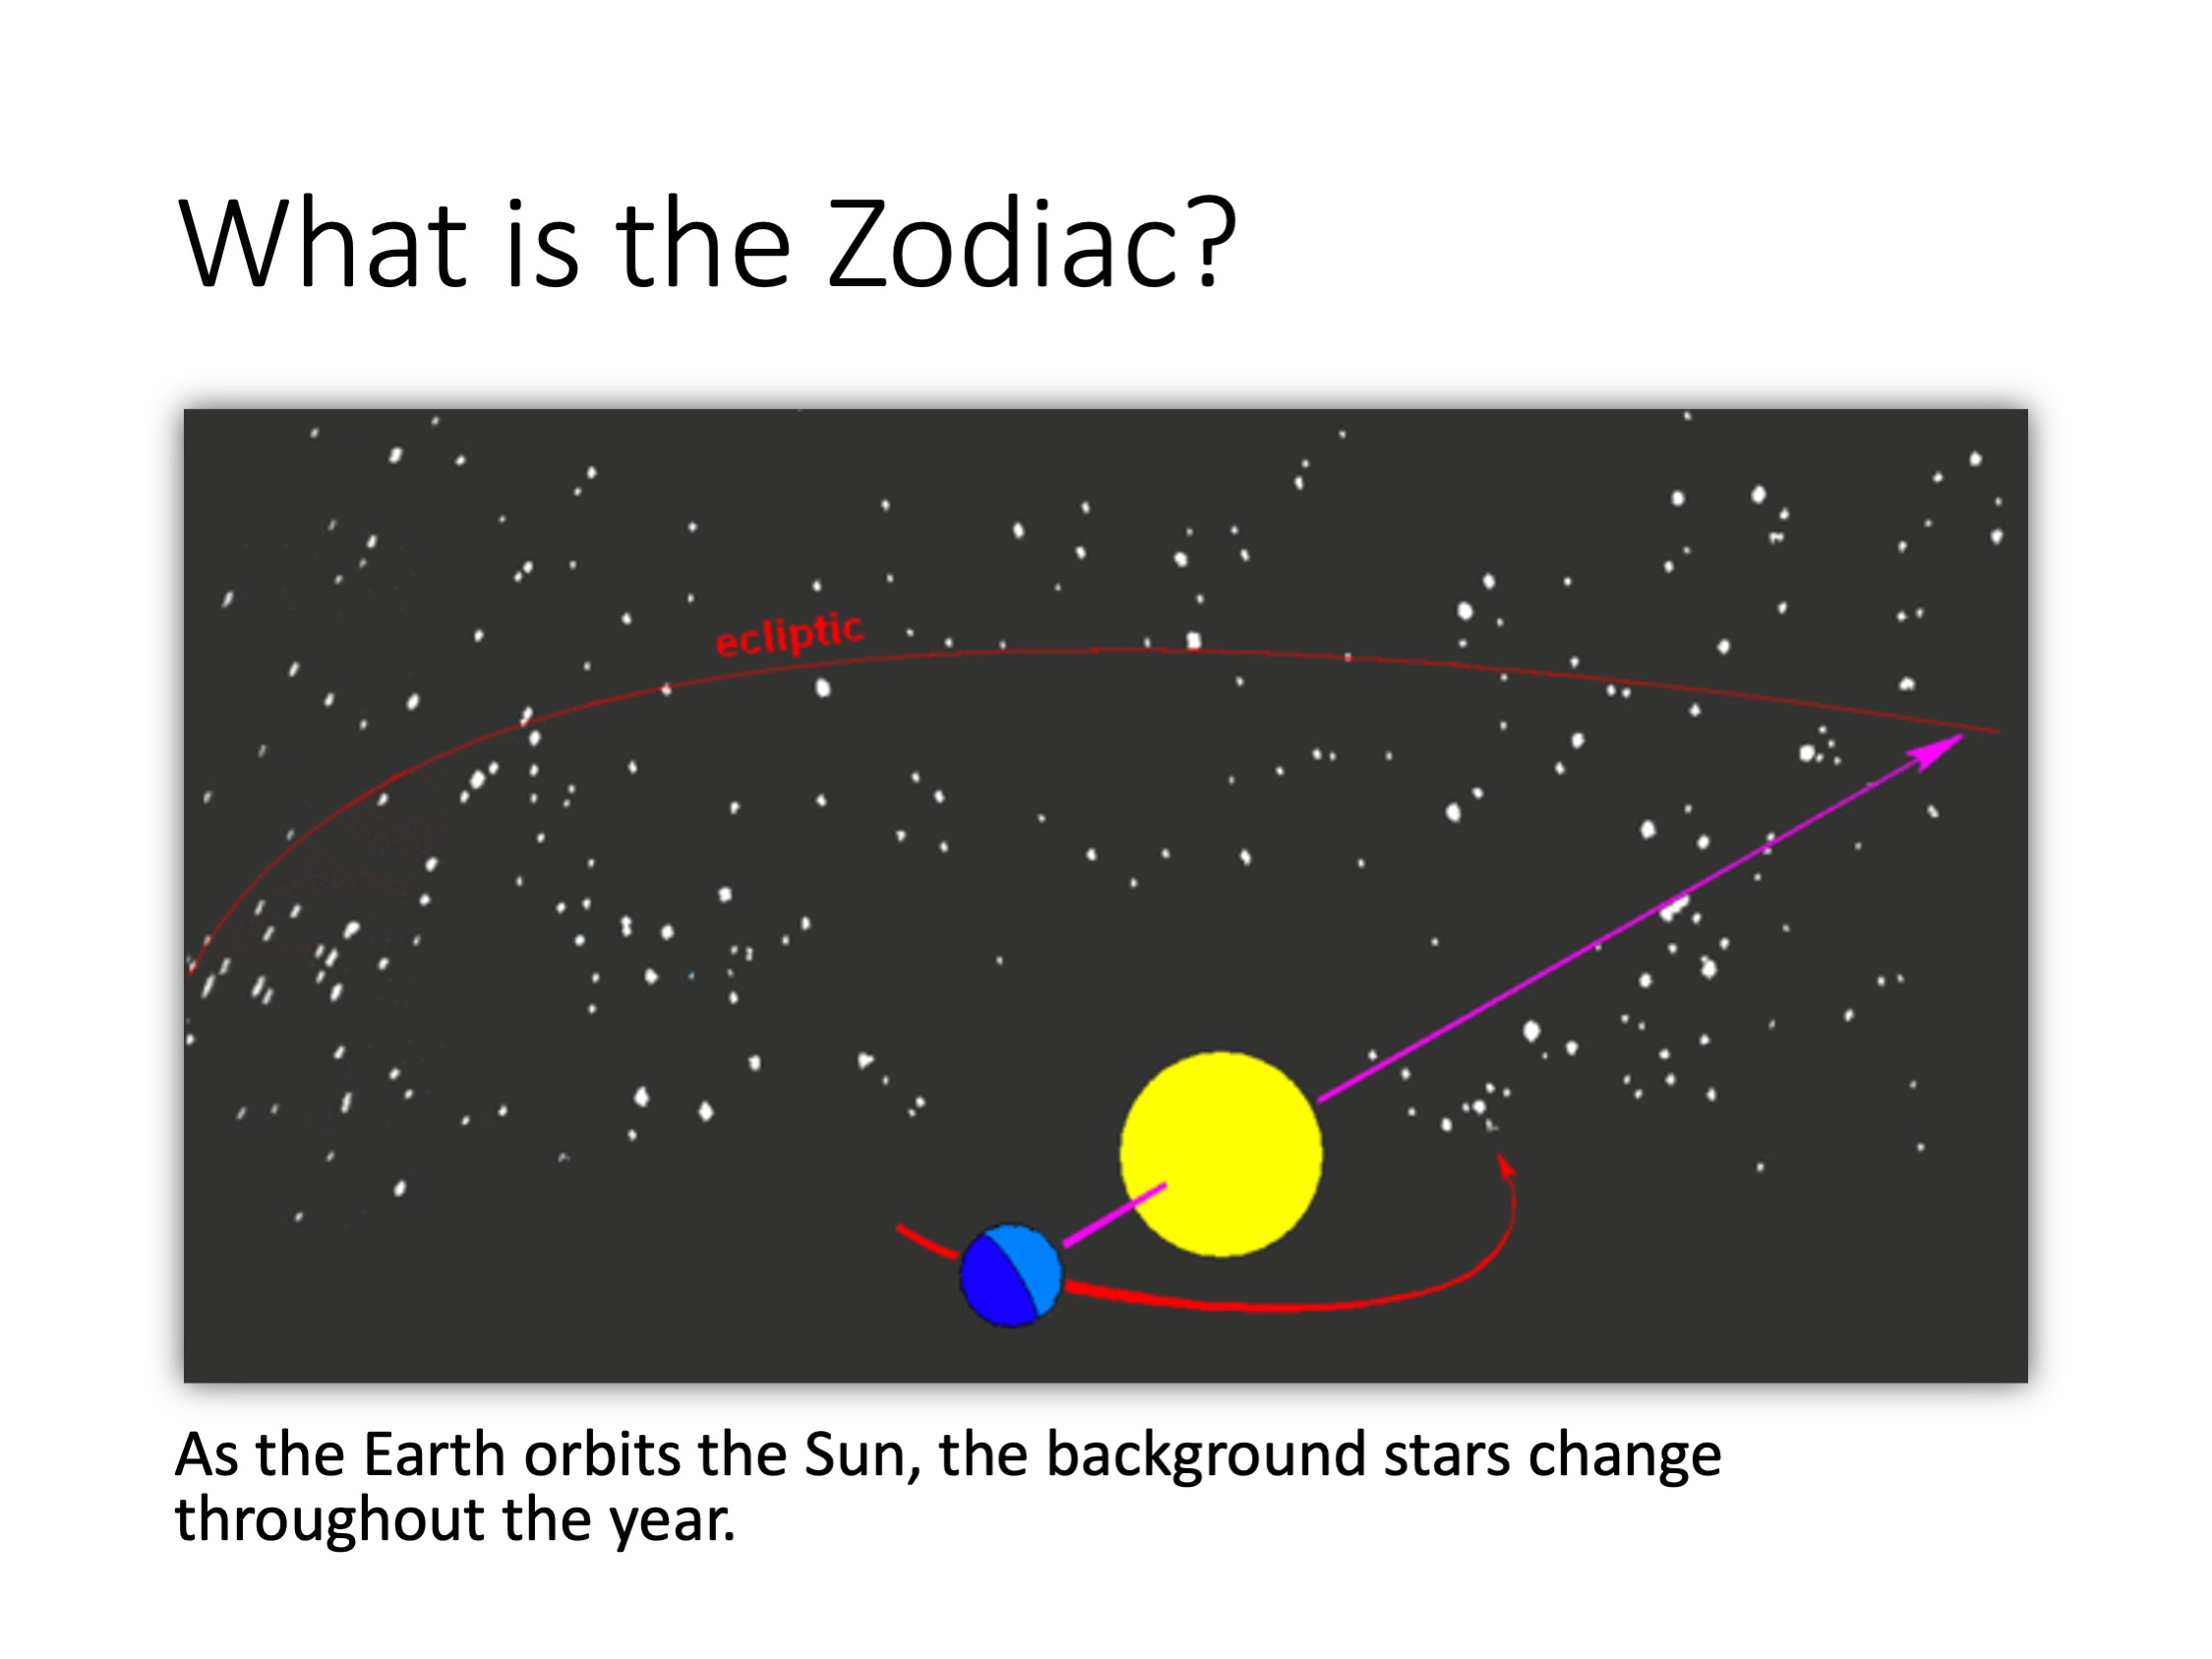 What is the Zodiac?
ecliptic
As the Earth orbits the Sun, the background stars change
throughout the year.